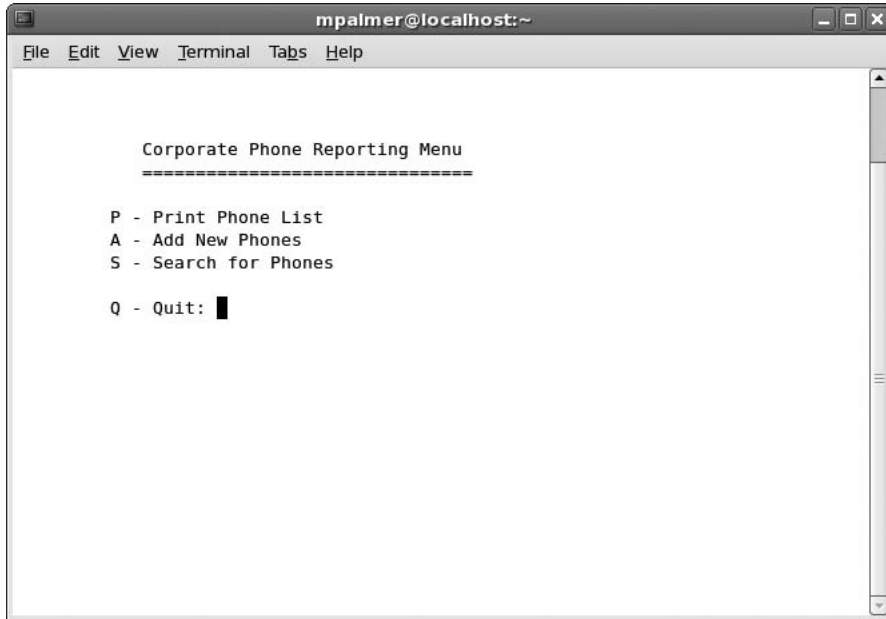 mpalmer@localhost:~
File Edit View Terminal Tabs Help
Corporate Phone Reporting Menu
===============================
P - Print Phone List
A - Add New Phones
S - Search for Phones
Q - Quit: